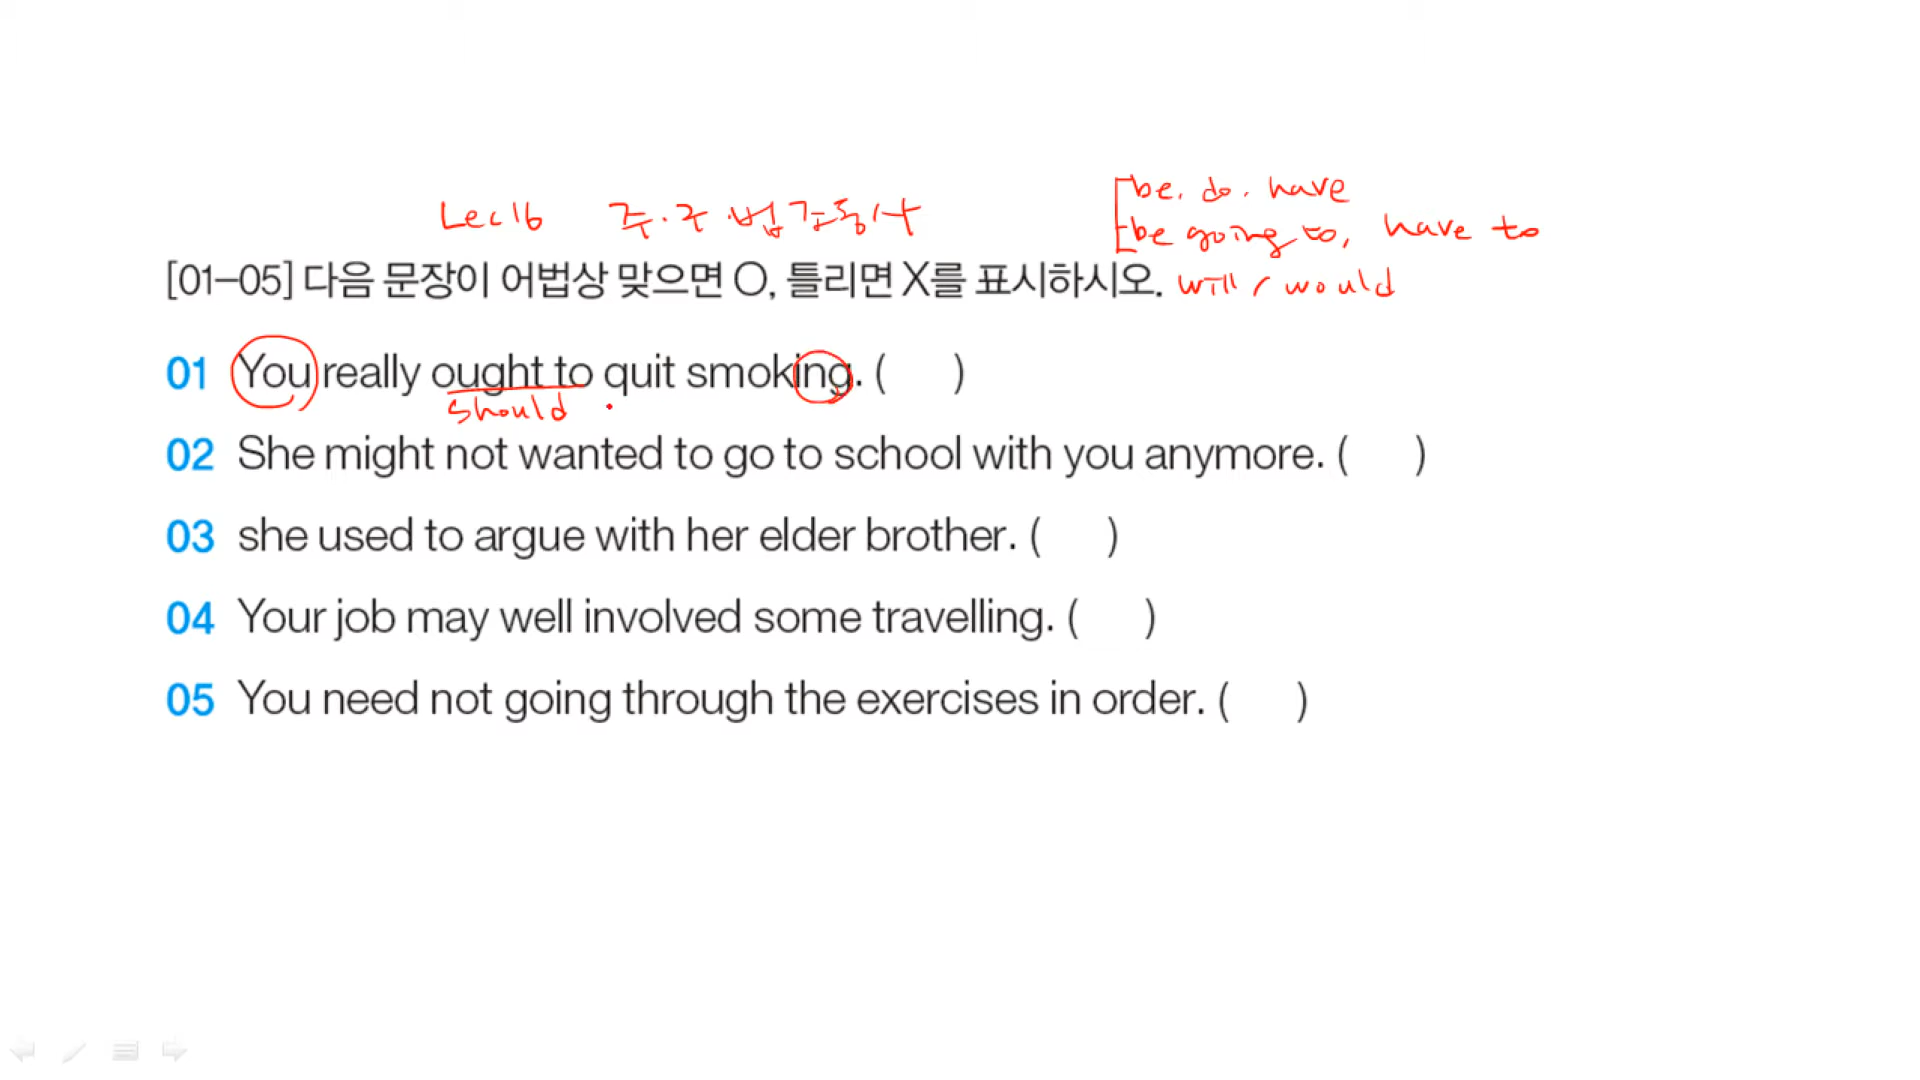 be. do. have
Lec 16 주.구.법 조동사
be going to, have to
[01–05] 다음 문장이 어법상 맞으면 O, 틀리면 X를 표시하시오. will / would
01 You really ought to quit smoking. ( )
should
02 She might not wanted to go to school with you anymore. ( )
03 she used to argue with her elder brother. ( )
04 Your job may well involved some travelling. ( )
05 You need not going through the exercises in order. ( )